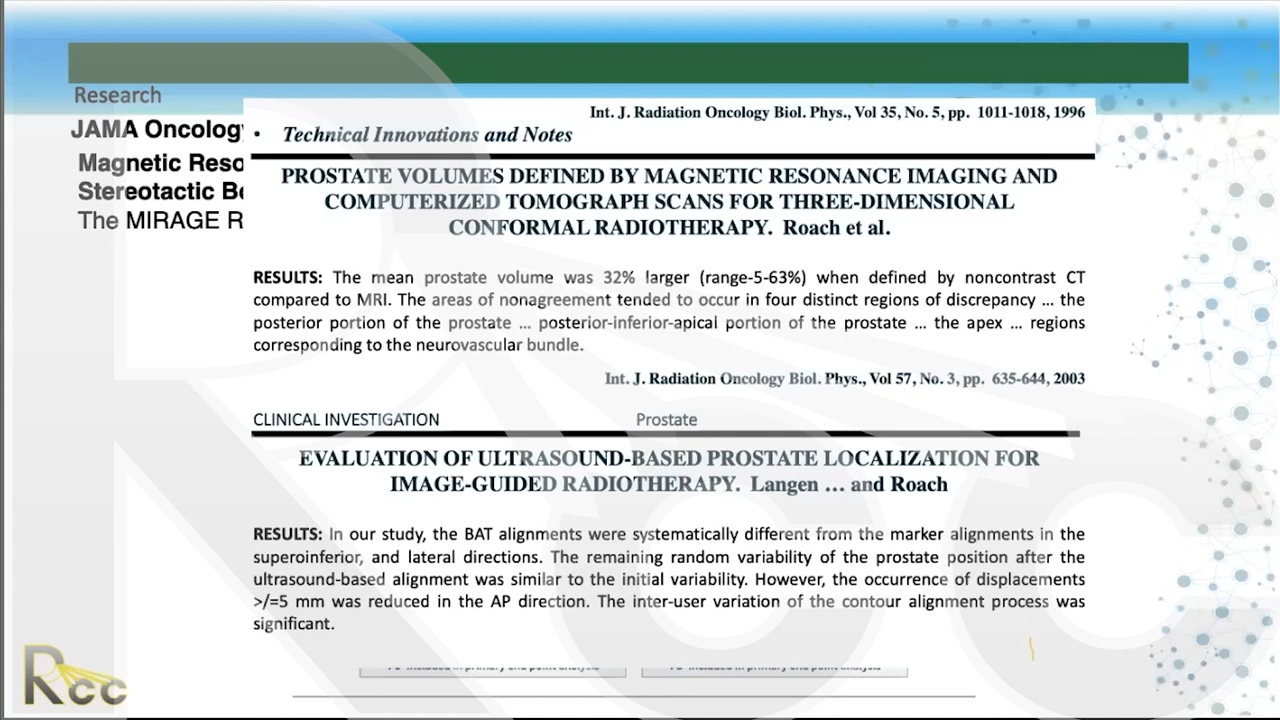 Research
JAMA Oncology
Magnetic Reso
Stereotactic B
The MIRAGE R
Int. J. Radiation Oncology Biol. Phys., Vol 35, No. 5, pp. 1011-1018, 1996
• Technical Innovations and Notes
PROSTATE VOLUMES DEFINED BY MAGNETIC RESONANCE IMAGING AND
COMPUTERIZED TOMOGRAPH SCANS FOR THREE-DIMENSIONAL
CONFORMAL RADIOTHERAPY. Roach et al.
RESULTS: The mean prostate volume was 32% larger (range-5-63%) when defined by noncontrast CT
compared to MRI. The areas of nonagreement tended to occur in four distinct regions of discrepancy ... the
posterior portion of the prostate ... posterior-inferior-apical portion of the prostate ... the apex ... regions
corresponding to the neurovascular bundle.
Int. J. Radiation Oncology Biol. Phys., Vol 57, No. 3, pp. 635-644, 2003
CLINICAL INVESTIGATION Prostate
EVALUATION OF ULTRASOUND-BASED PROSTATE LOCALIZATION FOR
IMAGE-GUIDED RADIOTHERAPY. Langen ... and Roach
RESULTS: In our study, the BAT alignments were systematically different from the marker alignments in the
superoinferior, and lateral directions. The remaining random variability of the prostate position after the
ultrasound-based alignment was similar to the initial variability. However, the occurrence of displacements
>/=5 mm was reduced in the AP direction. The inter-user variation of the contour alignment process was
significant.
Rcc